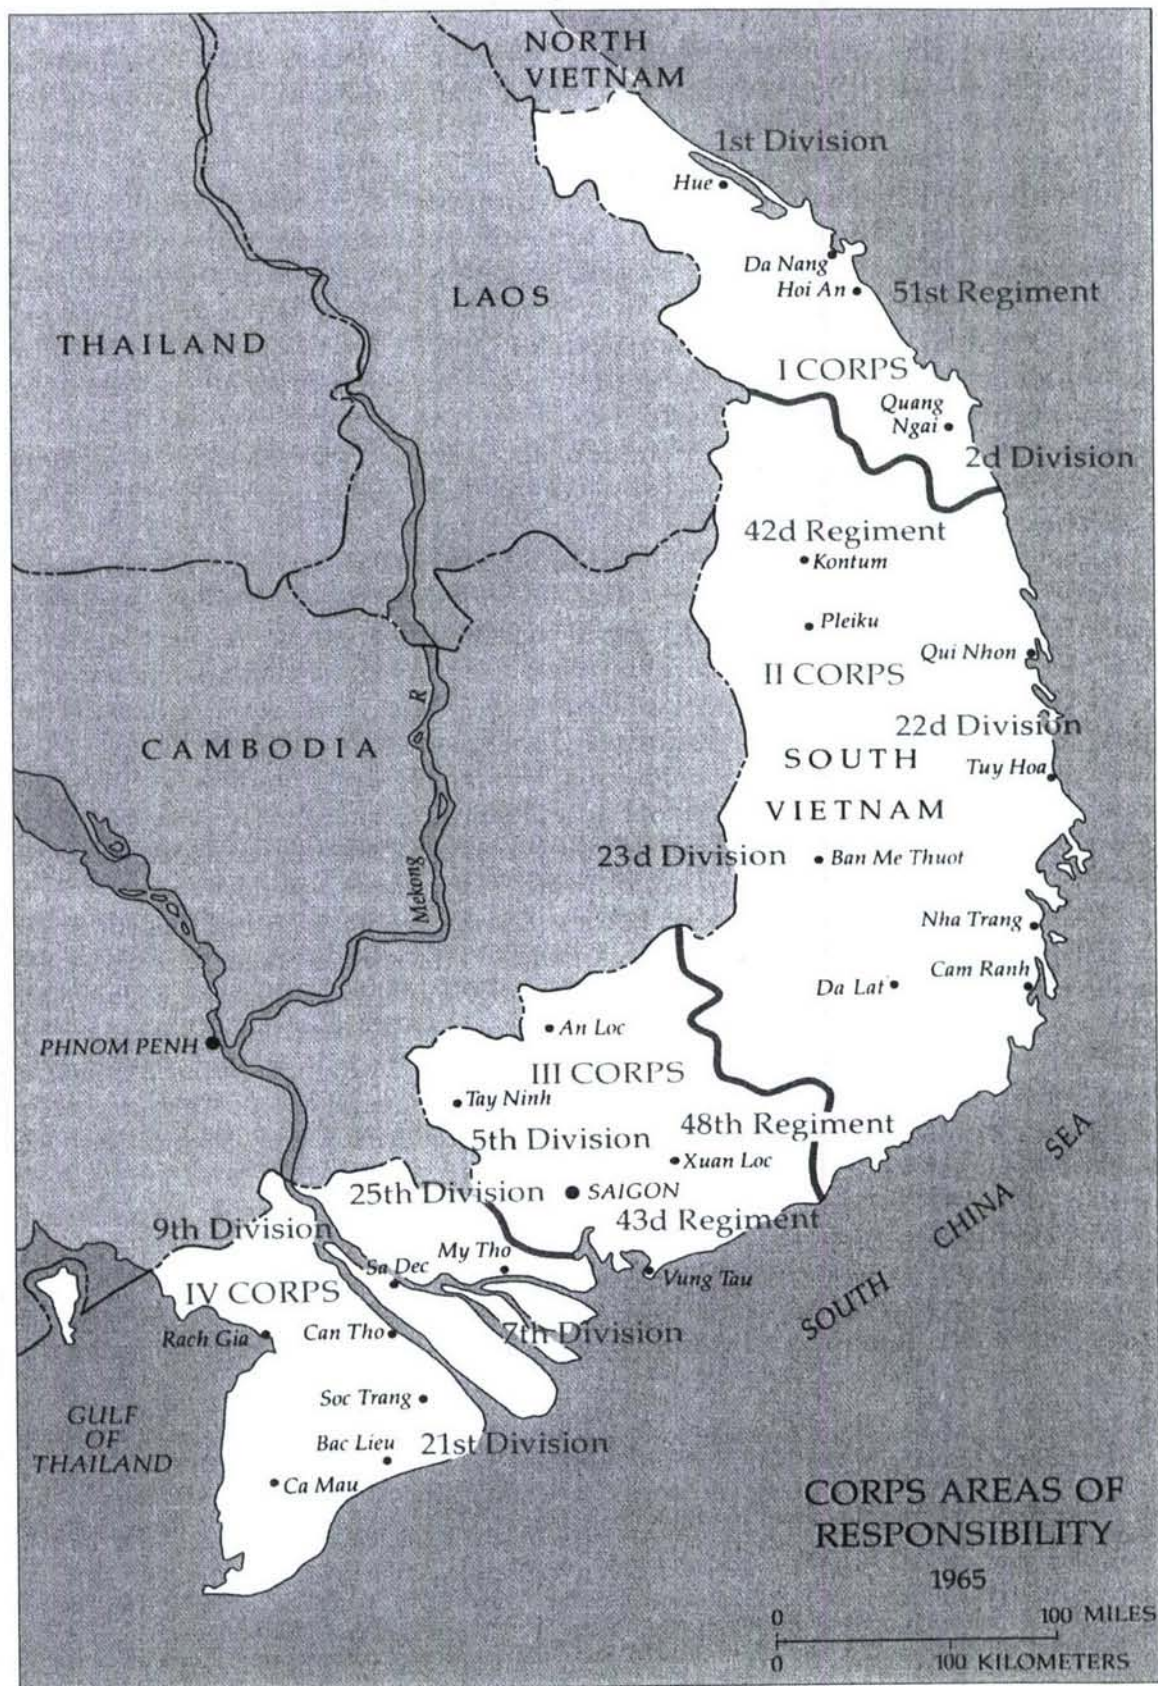 NORTH
VIETNAM
1st Division
Hue
Da Nang
Hoi An
51st Regiment
LAOS
THAILAND
I CORPS
Quang
Ngai
2d Division
42d Regiment
Kontum
Pleiku
Qui Nhon
II CORPS
22d Division
SOUTH
VIETNAM
Tuy Hoa
CAMBODIA
Mekong R
23d Division
Ban Me Thuot
Nha Trang
Cam Ranh
Da Lat
PHNOM PENH
An Loc
III CORPS
Tay Ninh
5th Division
48th Regiment
Xuan Loc
25th Division
SAIGON
43d Regiment
9th Division
My Tho
Sa Dec
Vung Tau
IV CORPS
Rach Gia
Can Tho
7th Division
Soc Trang
Bac Lieu
21st Division
Ca Mau
GULF
OF
THAILAND
SOUTH CHINA SEA
CORPS AREAS OF
RESPONSIBILITY
1965
0 100 MILES
0 100 KILOMETERS